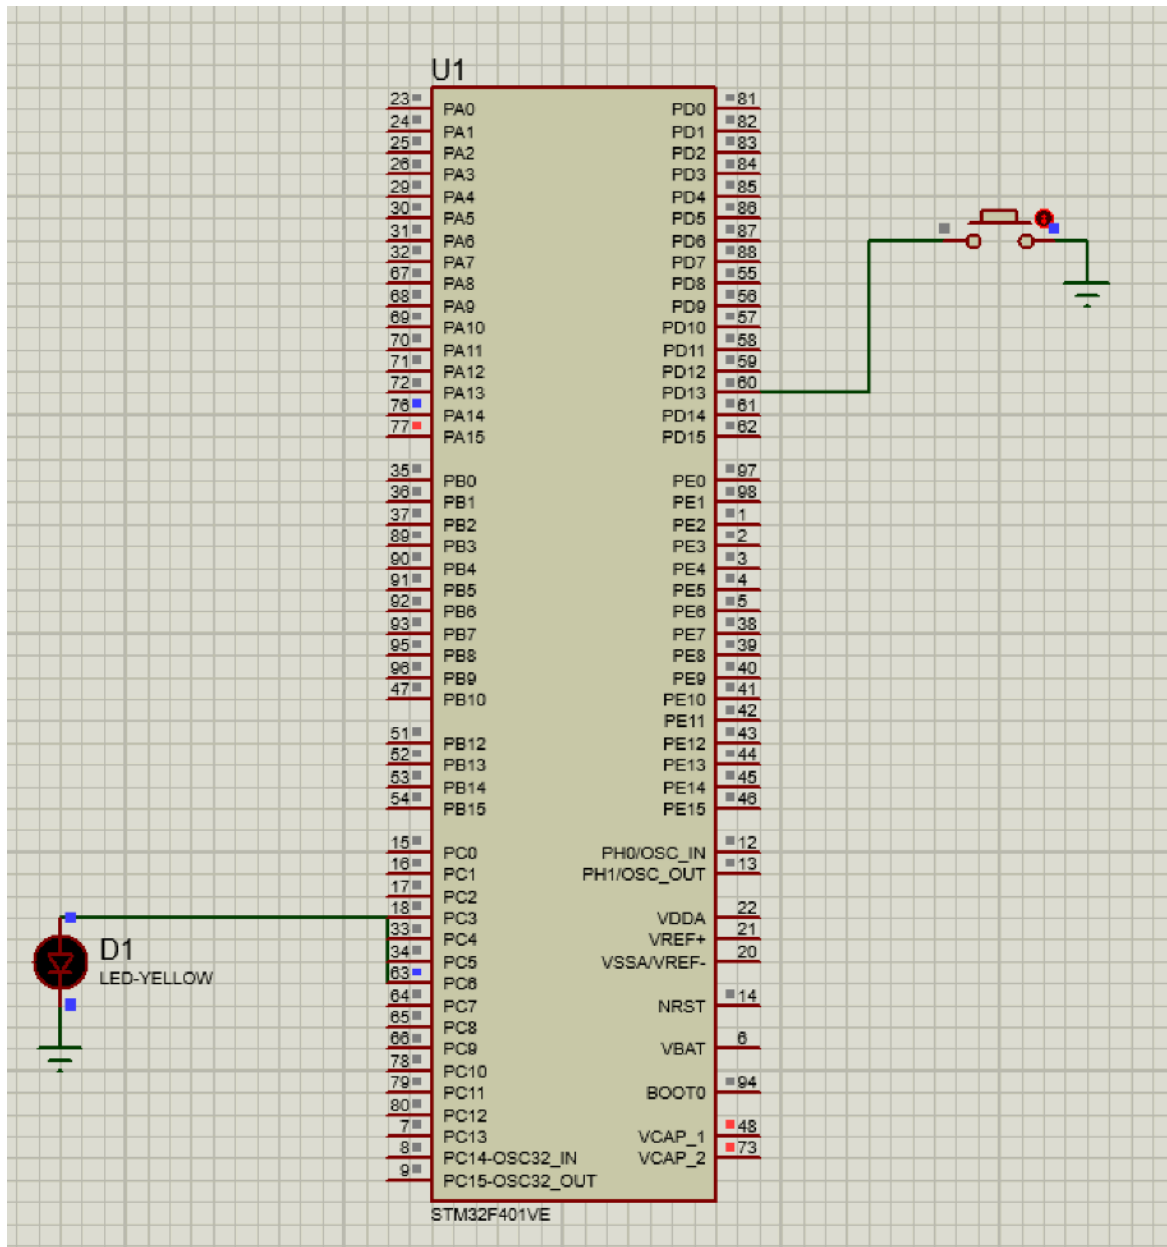 U1
23 PA0 PD0 81
24 PA1 PD1 82
25 PA2 PD2 83
26 PA3 PD3 84
29 PA4 PD4 85
30 PA5 PD5 86
31 PA6 PD6 87
32 PA7 PD7 88
67 PA8 PD8 55
68 PA9 PD9 56
69 PA10 PD10 57
70 PA11 PD11 58
71 PA12 PD12 59
72 PA13 PD13 60
76 PA14 PD14 61
77 PA15 PD15 62
35 PB0 PE0 97
36 PB1 PE1 98
37 PB2 PE2 1
89 PB3 PE3 2
90 PB4 PE4 3
91 PB5 PE5 4
92 PB6 PE6 5
93 PB7 PE7 38
95 PB8 PE8 39
96 PB9 PE9 40
47 PB10 PE10 41
PE11 42
51 PB12 PE12 43
52 PB13 PE13 44
53 PB14 PE14 45
54 PB15 PE15 46
15 PC0 PH0/OSC_IN 12
16 PC1 PH1/OSC_OUT 13
17 PC2
18 PC3 VDDA 22
33 PC4 VREF+ 21
34 PC5 VSSA/VREF- 20
63 PC6
64 PC7 NRST 14
65 PC8
66 PC9 VBAT 6
78 PC10
79 PC11 BOOT0 94
80 PC12
7 PC13 VCAP_1 48
8 PC14-OSC32_IN VCAP_2 73
9 PC15-OSC32_OUT
STM32F401VE
D1
LED-YELLOW